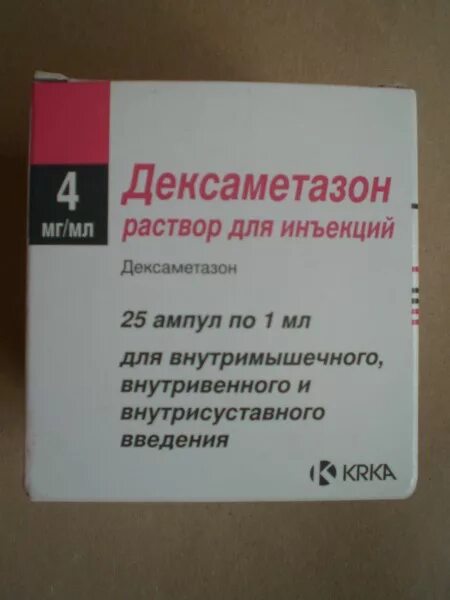 4
мг/мл
Дексаметазон
раствор для инъекций
Дексаметазон
25 ампул по 1 мл
для внутримышечного,
внутривенного и
внутрисуставного
введения
KRKA